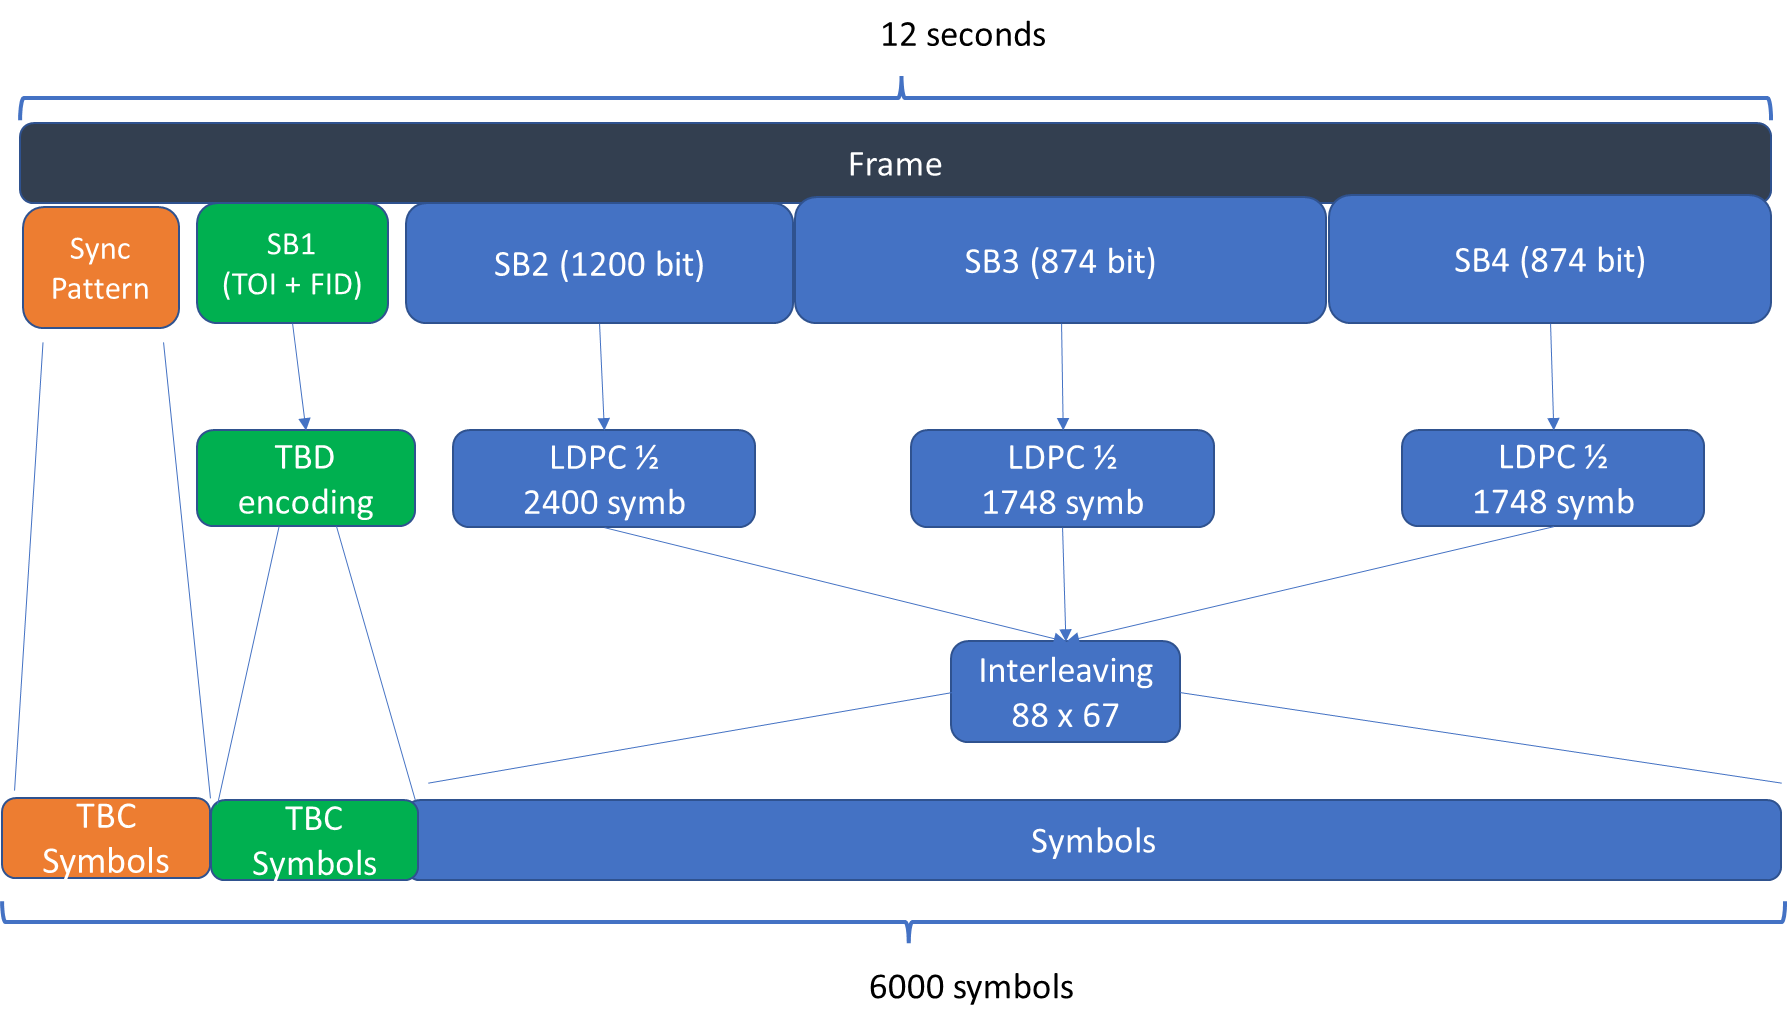 12 seconds
Frame
Sync
Pattern
SB1
(TOI + FID)
SB2 (1200 bit)
SB3 (874 bit)
SB4 (874 bit)
TBD
encoding
LDPC ½
2400 symb
LDPC ½
1748 symb
LDPC ½
1748 symb
Interleaving
88 x 67
TBC
Symbols
TBC
Symbols
Symbols
6000 symbols